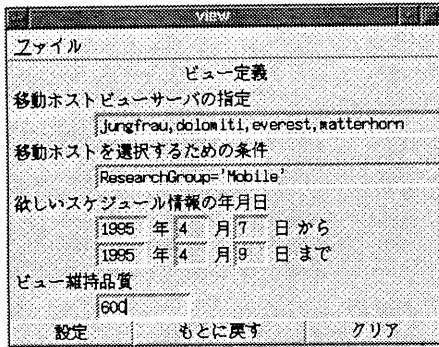 view
ファイル
ビュー定義
移動ホストビューサーバの指定
jungfrau,dolomiti,everest,matterhorn
移動ホストを選択するための条件
ResearchGroup='Mobile'
欲しいスケジュール情報の年月日
1995 年 4 月 7 日 から
1995 年 4 月 9 日 まで
ビュー維持品質
600
設定 もとに戻す クリア